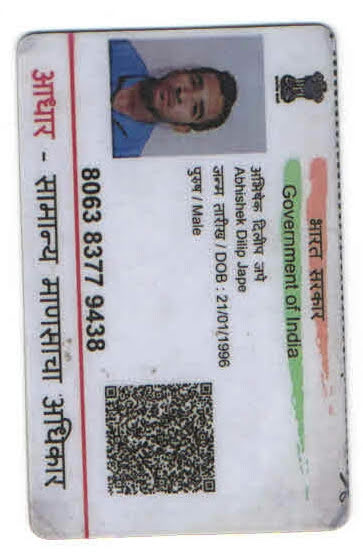 भारत सरकार
Government of India
अभिषेक दिलीप जपे
Abhishek Dilip Jape
जन्म तारीख / DOB : 21/01/1996
पुरुष / Male
8063 8377 9438
आधार - सामान्य माणसाचा अधिकार